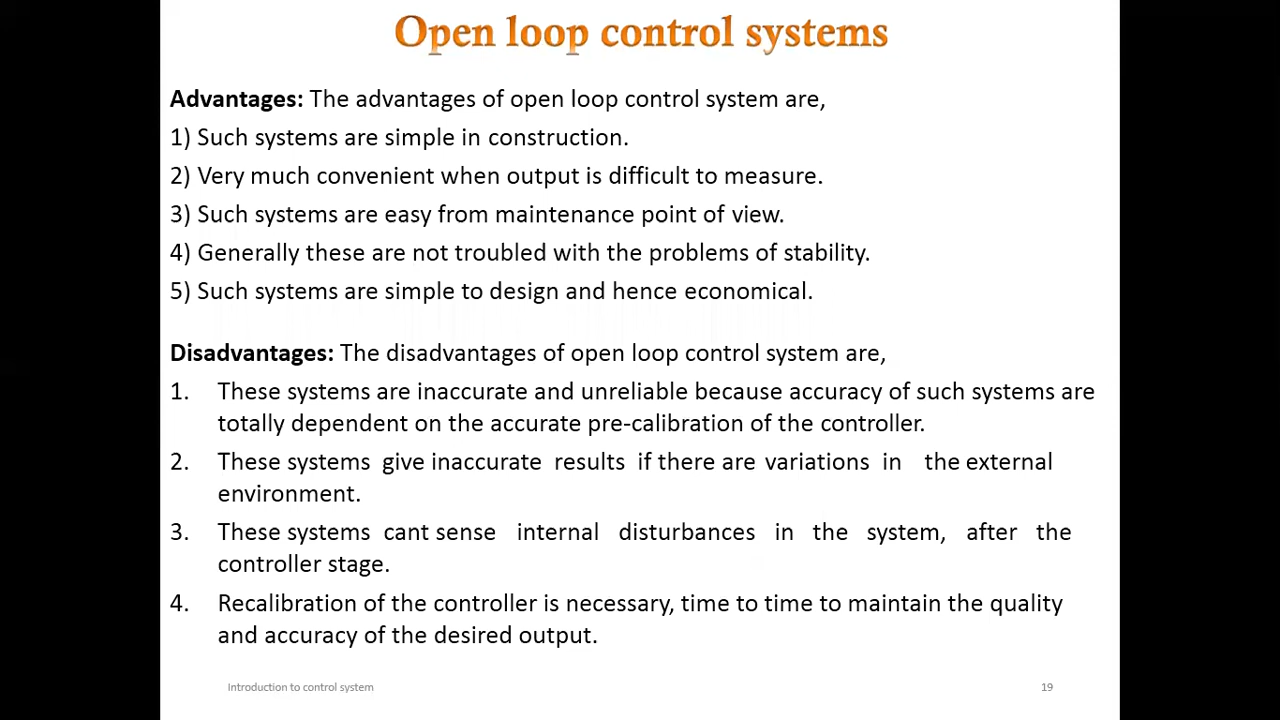 Open loop control systems
Advantages: The advantages of open loop control system are,
1) Such systems are simple in construction.
2) Very much convenient when output is difficult to measure.
3) Such systems are easy from maintenance point of view.
4) Generally these are not troubled with the problems of stability.
5) Such systems are simple to design and hence economical.
Disadvantages: The disadvantages of open loop control system are,
1. These systems are inaccurate and unreliable because accuracy of such systems are
totally dependent on the accurate pre-calibration of the controller.
2. These systems give inaccurate results if there are variations in the external
environment.
3. These systems cant sense internal disturbances in the system, after the
controller stage.
4. Recalibration of the controller is necessary, time to time to maintain the quality
and accuracy of the desired output.
Introduction to control system
19